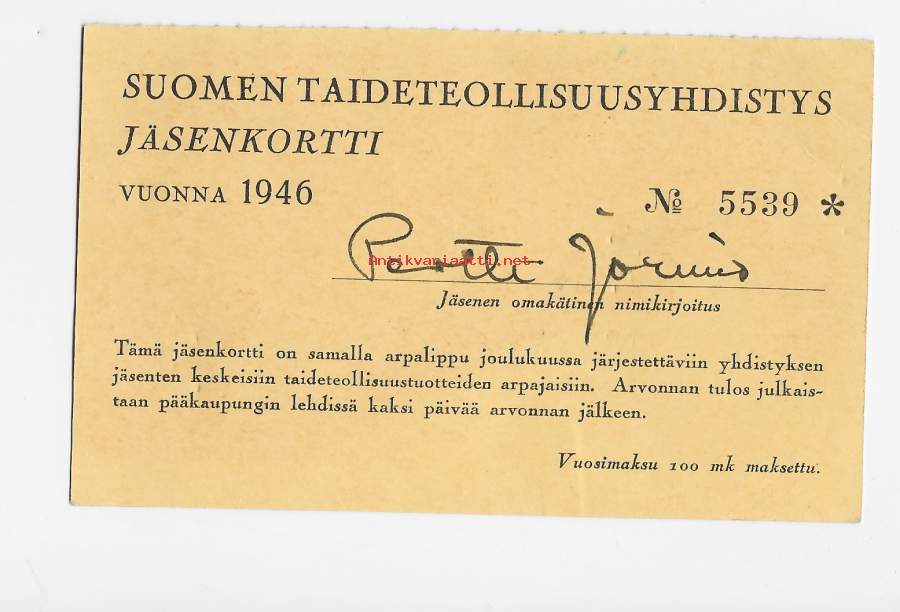 SUOMEN TAIDETEOLLISUUSYHDISTYS
JÄSENKORTTI
VUONNA 1946
№ 5539 *
Pertti
Antikvariaatti.net
Jäsenen omakätinen nimikirjoitus
Tämä jäsenkortti on samalla arpalippu joulukuussa järjestettäviin yhdistyksen
jäsenten keskeisiin taideteollisuustuotteiden arpajaisiin. Arvonnan tulos julkais-
taan pääkaupungin lehdissä kaksi päivää arvonnan jälkeen.
Vuosimaksu 100 mk maksettu.